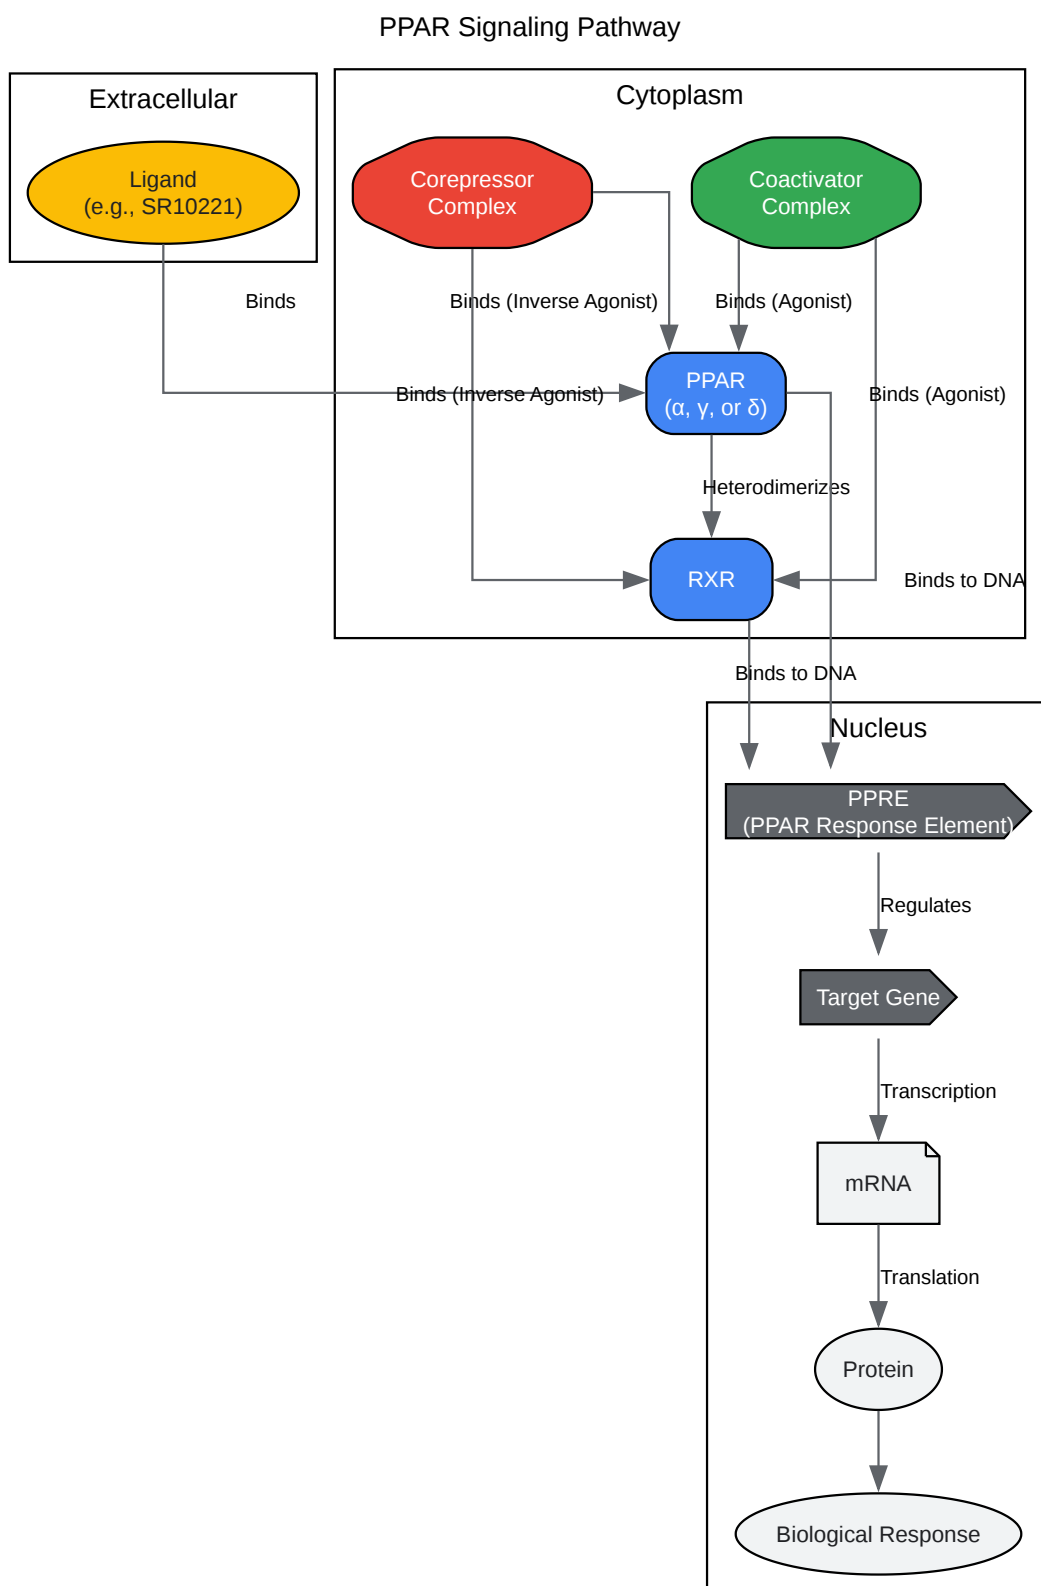 PPAR Signaling Pathway
Extracellular
Cytoplasm
Ligand
(e.g., SR10221)
Corepressor
Complex
Coactivator
Complex
Binds
Binds (Inverse Agonist)
Binds (Agonist)
PPAR
(α, γ, or δ)
Binds (Inverse Agonist)
Binds (Agonist)
Heterodimerizes
RXR
Binds to DNA
Binds to DNA
Nucleus
PPRE
(PPAR Response Element)
Regulates
Target Gene
Transcription
mRNA
Translation
Protein
Biological Response